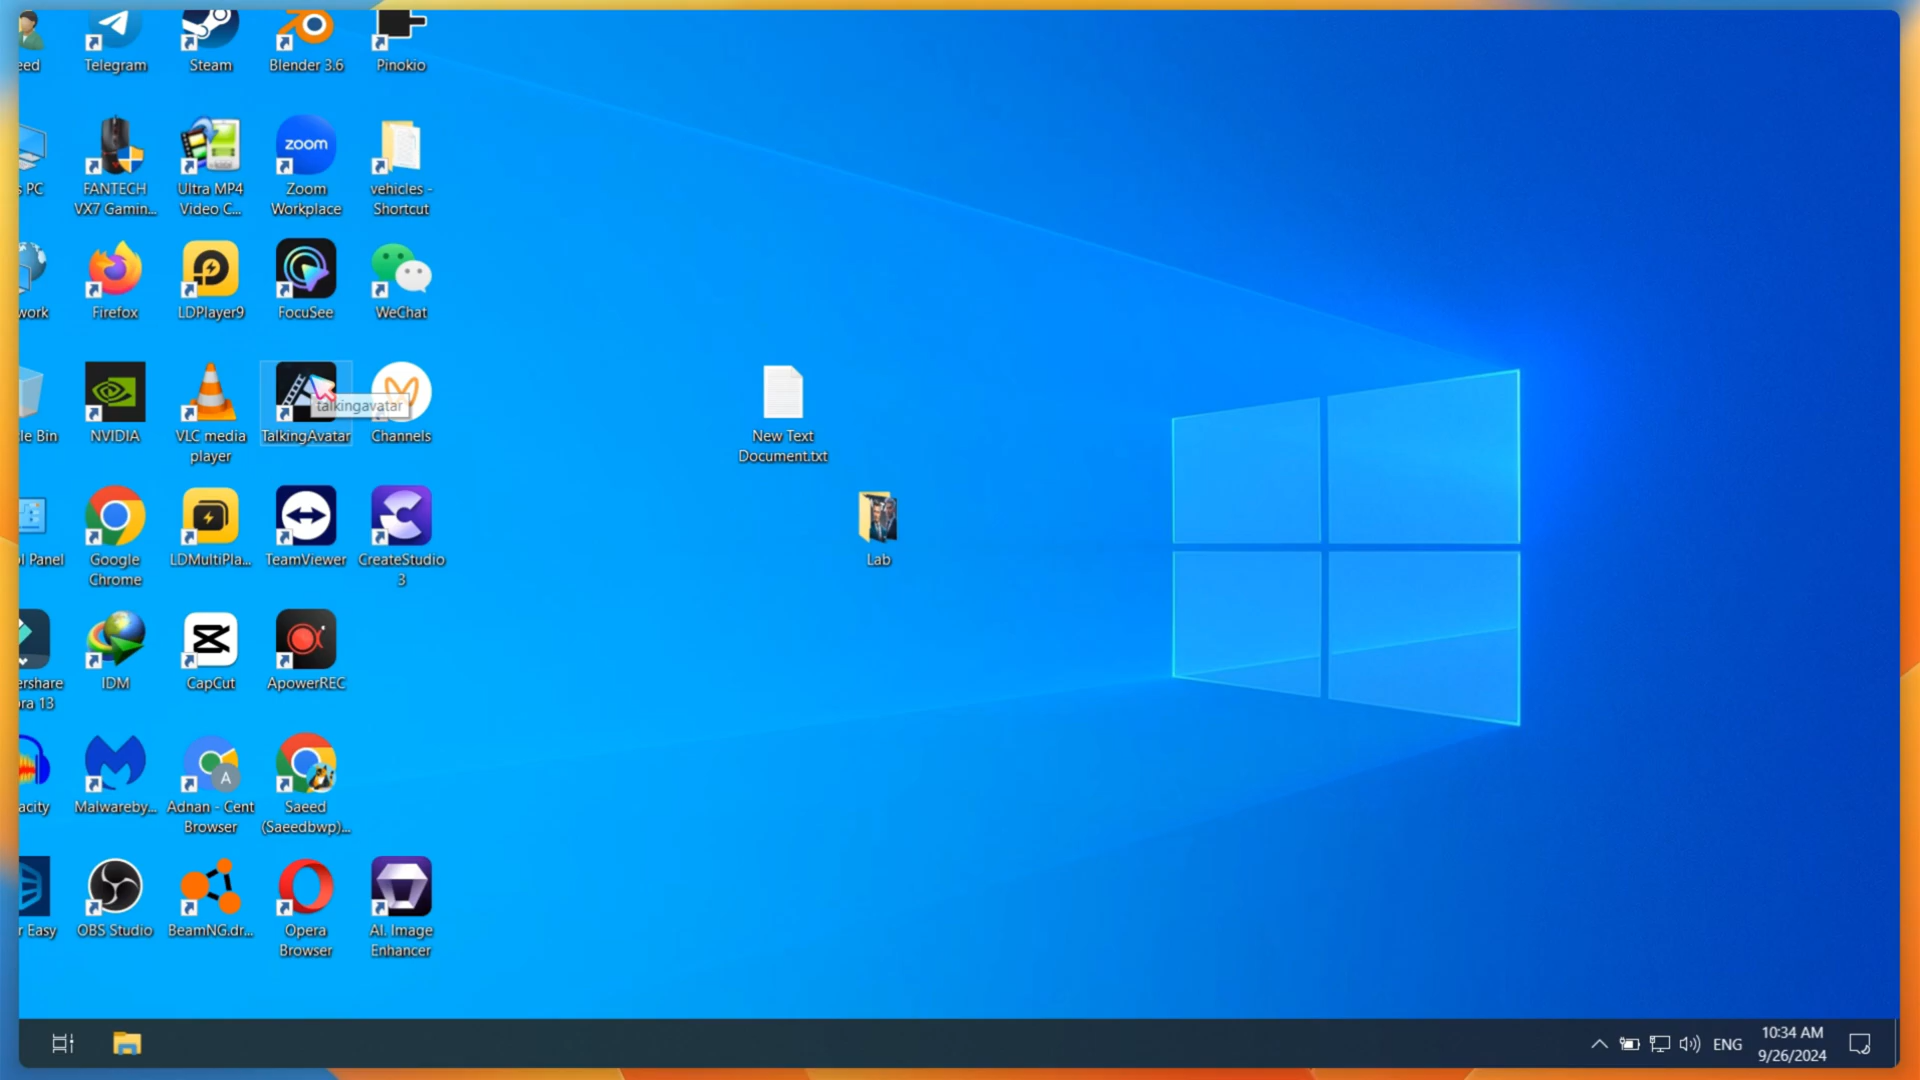 eed
Telegram
Steam
Blender 3.6
Pinokio
s PC
FANTECH
VX7 Gamin...
Ultra MP4
Video C...
zoom
Zoom
Workplace
vehicles -
Shortcut
work
Firefox
LDPlayer9
FocuSee
WeChat
le Bin
NVIDIA
VLC media
player
TalkingAvatar
talkingavatar
Channels
New Text
Document.txt
l Panel
Google
Chrome
LDMultiPla...
TeamViewer
CreateStudio
3
Lab
ershare
ora 13
IDM
CapCut
ApowerREC
acity
Malwareby...
A
Adnan - Cent
Browser
Saeed
(Saeedbwp)...
r Easy
OBS Studio
BeamNG.dr...
Opera
Browser
AI. Image
Enhancer
ENG
10:34 AM
9/26/2024